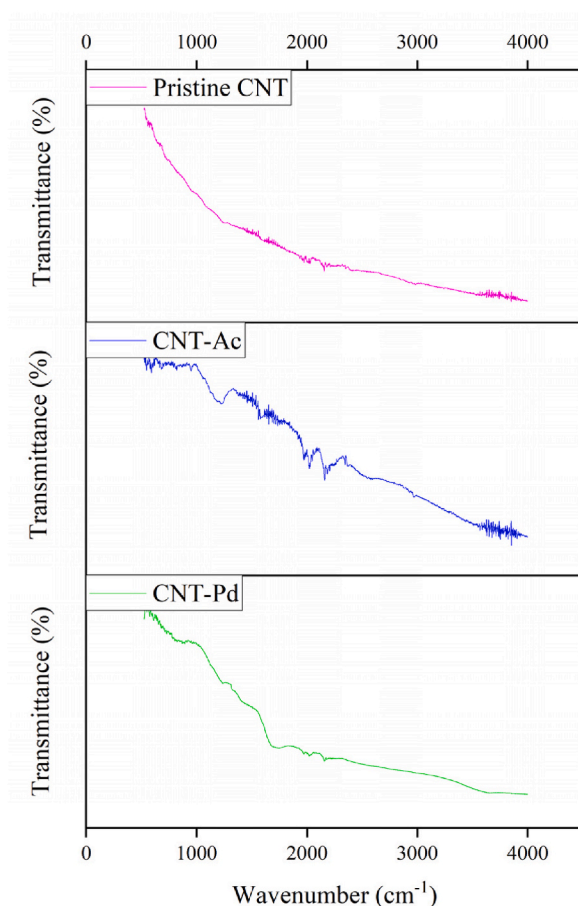 0 1000 2000 3000 4000
Pristine CNT
Transmittance (%)
CNT-Ac
Transmittance (%)
CNT-Pd
Transmittance (%)
0 1000 2000 3000 4000
Wavenumber (cm⁻¹)